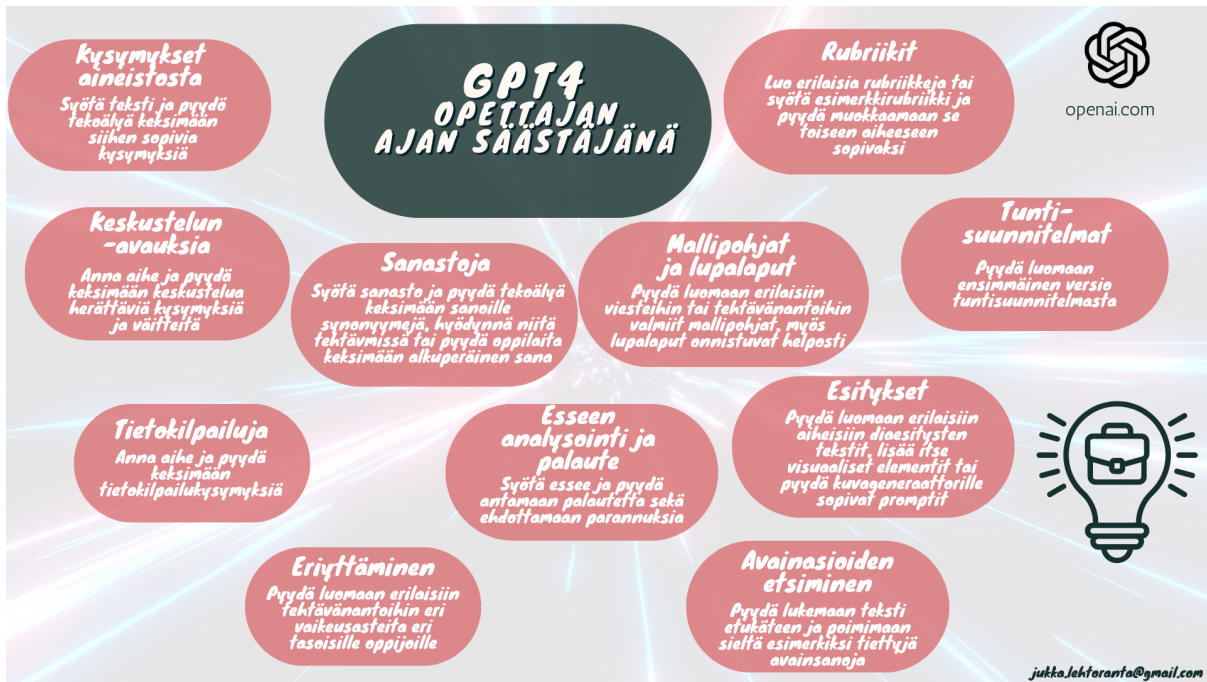 GPT4
OPETTAJAN
AJAN SÄÄSTÄJÄNÄ
Kysymykset
aineistosta
Syötä teksti ja pyydö
tekoälyä keksimään
siihen sopivia
kysymyksiä
Rubriikit
Luo erilaisia rubriikkeja tai
syötä esimerkkirubriikki ja
pyydä muokkaamaan se
toiseen aiheeseen
sopivaksi
openai.com
Keskustelun
-avauksia
Anna aihe ja pyydä
keksimään keskustelua
herättäviä kysymyksiä
ja väitteitä
Sanastoja
Syötä sanasto ja pyydä tekoälyä
keksimään sanoille
synonyymejä, hyödynnä niitä
tehtävmissä tai pyydä oppilaita
keksimään alkuperäinen sana
Mallipohjat
ja lupalaput
Pyydä luomaan erilaisiin
viesteihin tai tehtävänantoihin
valmiit mallipohjat, myös
lupalaput onnistuvat helposti
Tunti-
suunnitelmat
Pyydä luomaan
ensimmäinen versio
tuntisuunnitelmasta
Tietokilpailuja
Anna aihe ja pyydä
keksimään
tietokilpailukysymyksiä
Esseen
analysointi ja
palaute
Syötä essee ja pyydä
antamaan palautetta sekä
ehdottamaan parannuksia
Esitykset
Pyydä luomaan erilaisiin
aiheisiin diaesitysten
tekstit, lisää itse
visuaaliset elementit tai
pyydä kuvageneraattorille
sopivat promptit
Eriyttäminen
Pyydä luomaan erilaisiin
tehtävänantoihin eri
vaikeusasteita eri
tasoisille oppijoille
Avainasioiden
etsiminen
Pyydä lukemaan teksti
etukäteen ja poimimaan
sieltä esimerkiksi tiettyjä
avainsanoja
jukka.lehtoranta@gmail.com